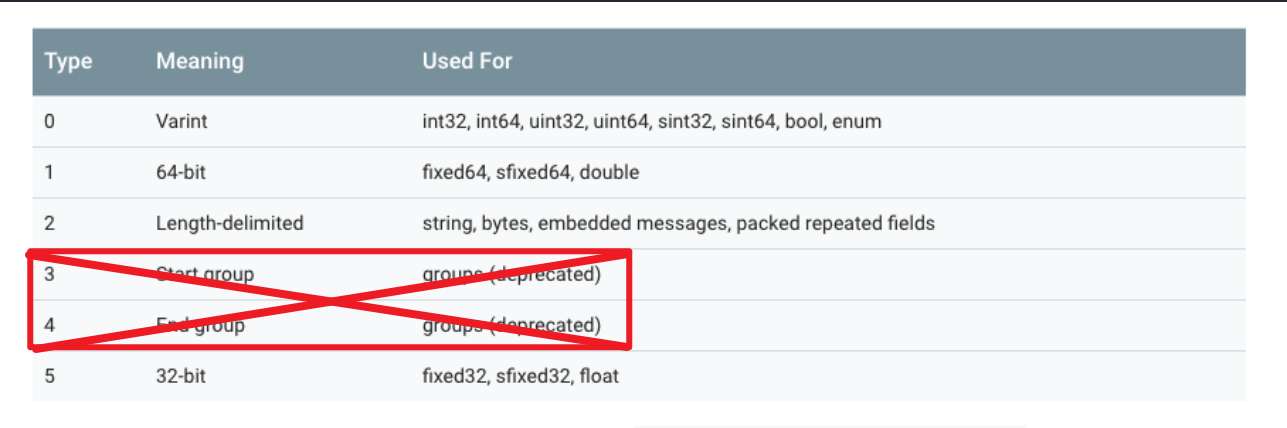 Type Meaning Used For
0 Varint int32, int64, uint32, uint64, sint32, sint64, bool, enum
1 64-bit fixed64, sfixed64, double
2 Length-delimited string, bytes, embedded messages, packed repeated fields
3 Start group groups (deprecated)
4 End group groups (deprecated)
5 32-bit fixed32, sfixed32, float